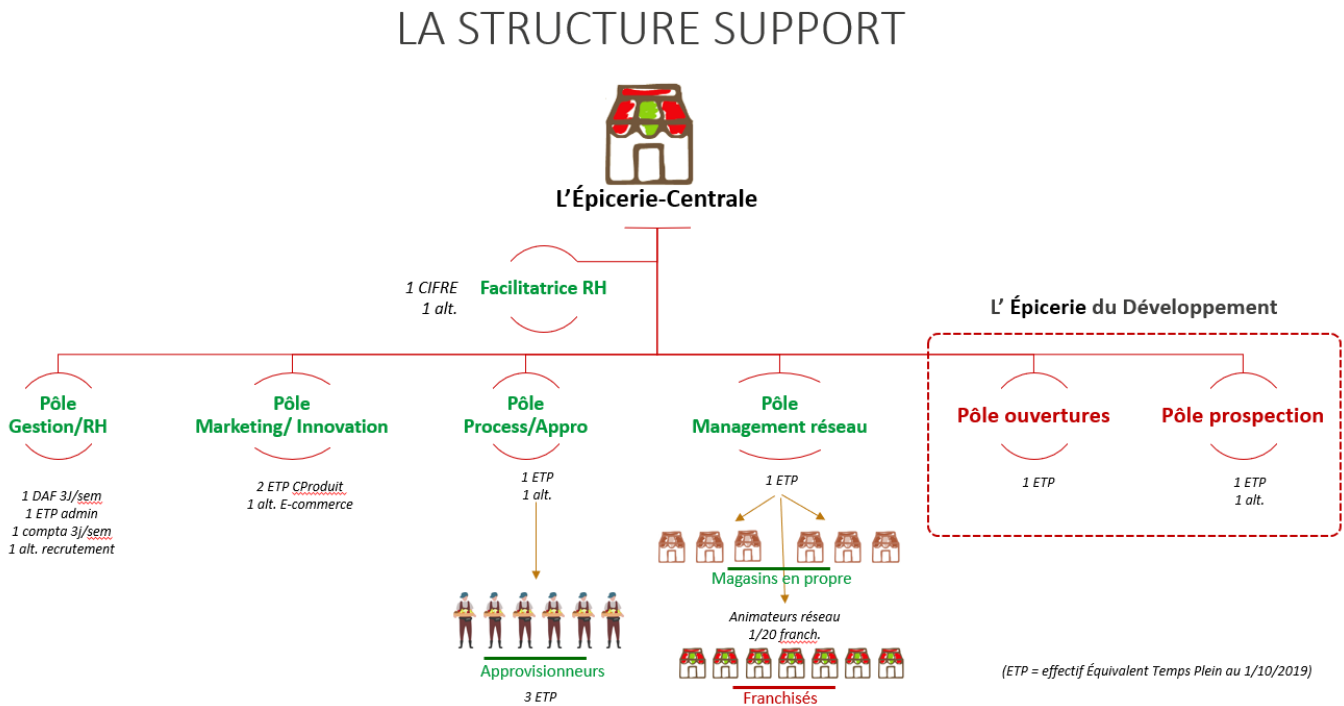 LA STRUCTURE SUPPORT
L'Épicerie-Centrale
1 CIFRE
1 alt.
Facilitatrice RH
L' Épicerie du Développement
Pôle
Gestion/RH
1 DAF 3J/sem
1 ETP admin
1 compta 3j/sem
1 alt. recrutement
Pôle
Marketing/ Innovation
2 ETP CProduit
1 alt. E-commerce
Pôle
Process/Appro
1 ETP
1 alt.
Approvisionneurs
3 ETP
Pôle
Management réseau
1 ETP
Magasins en propre
Animateurs réseau
1/20 franch.
Franchisés
Pôle ouvertures
1 ETP
Pôle prospection
1 ETP
1 alt.
(ETP = effectif Équivalent Temps Plein au 1/10/2019)